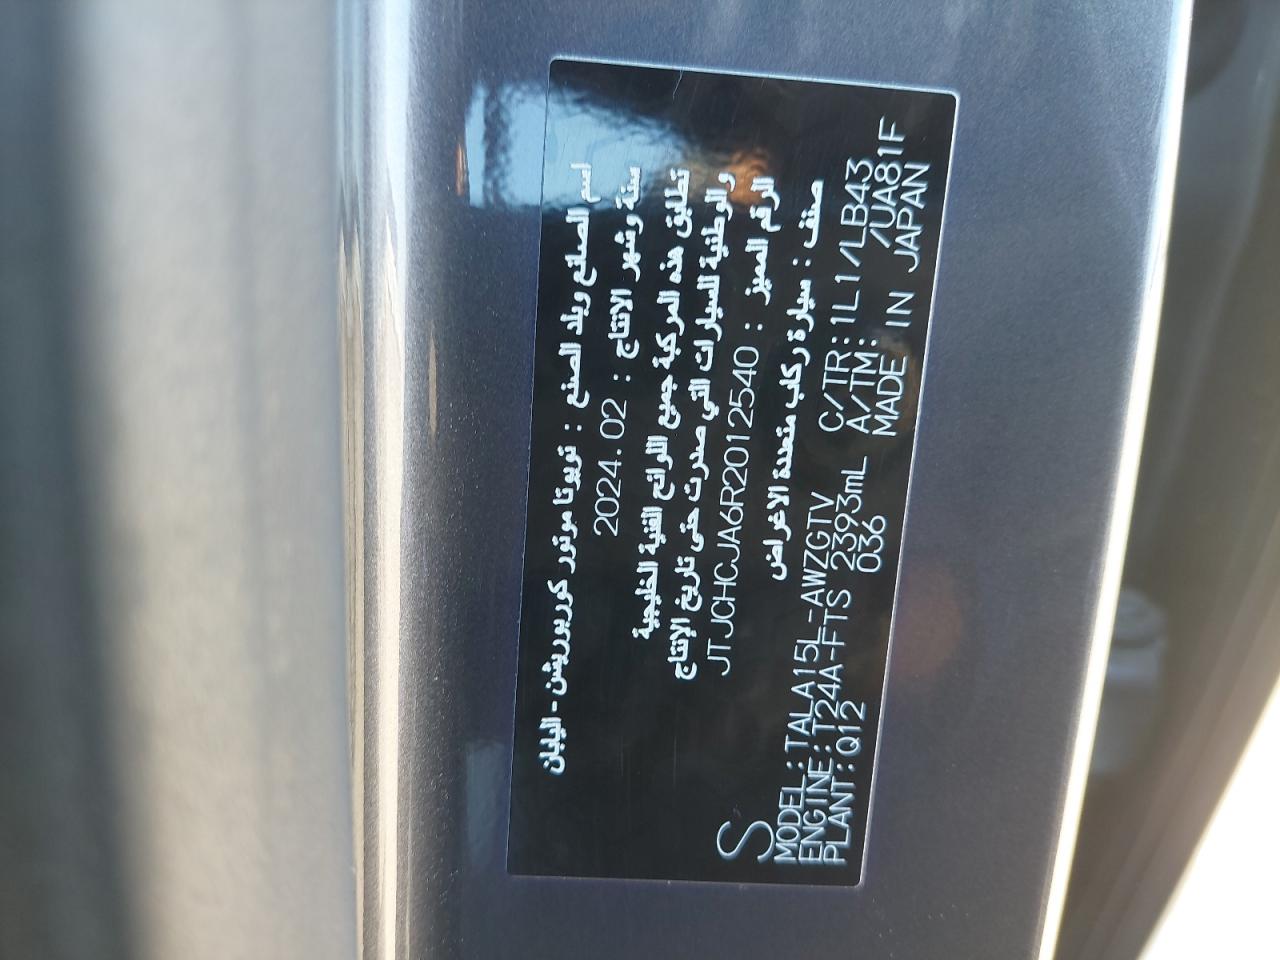 اسم الصانع وبلد الصنع : تويوتا موتور كوربوريشن - اليابان
سنة وشهر الانتاج : 2024.02
تطابق هذه المركبة جميع اللوائح الفنية الخليجية
والوطنية للسيارات التي صدرت حتى تاريخ الإنتاج
الرقم المميز : JTJCHCJA6R2012540
صنف : سيارة ركاب متعددة الاغراض
S
MODEL:TALA15L-AWZGTV C/TR:1L1/LB43
ENGINE:T24A-FTS 2393mL A/TM: /UA81F
PLANT:Q12 036 MADE IN JAPAN